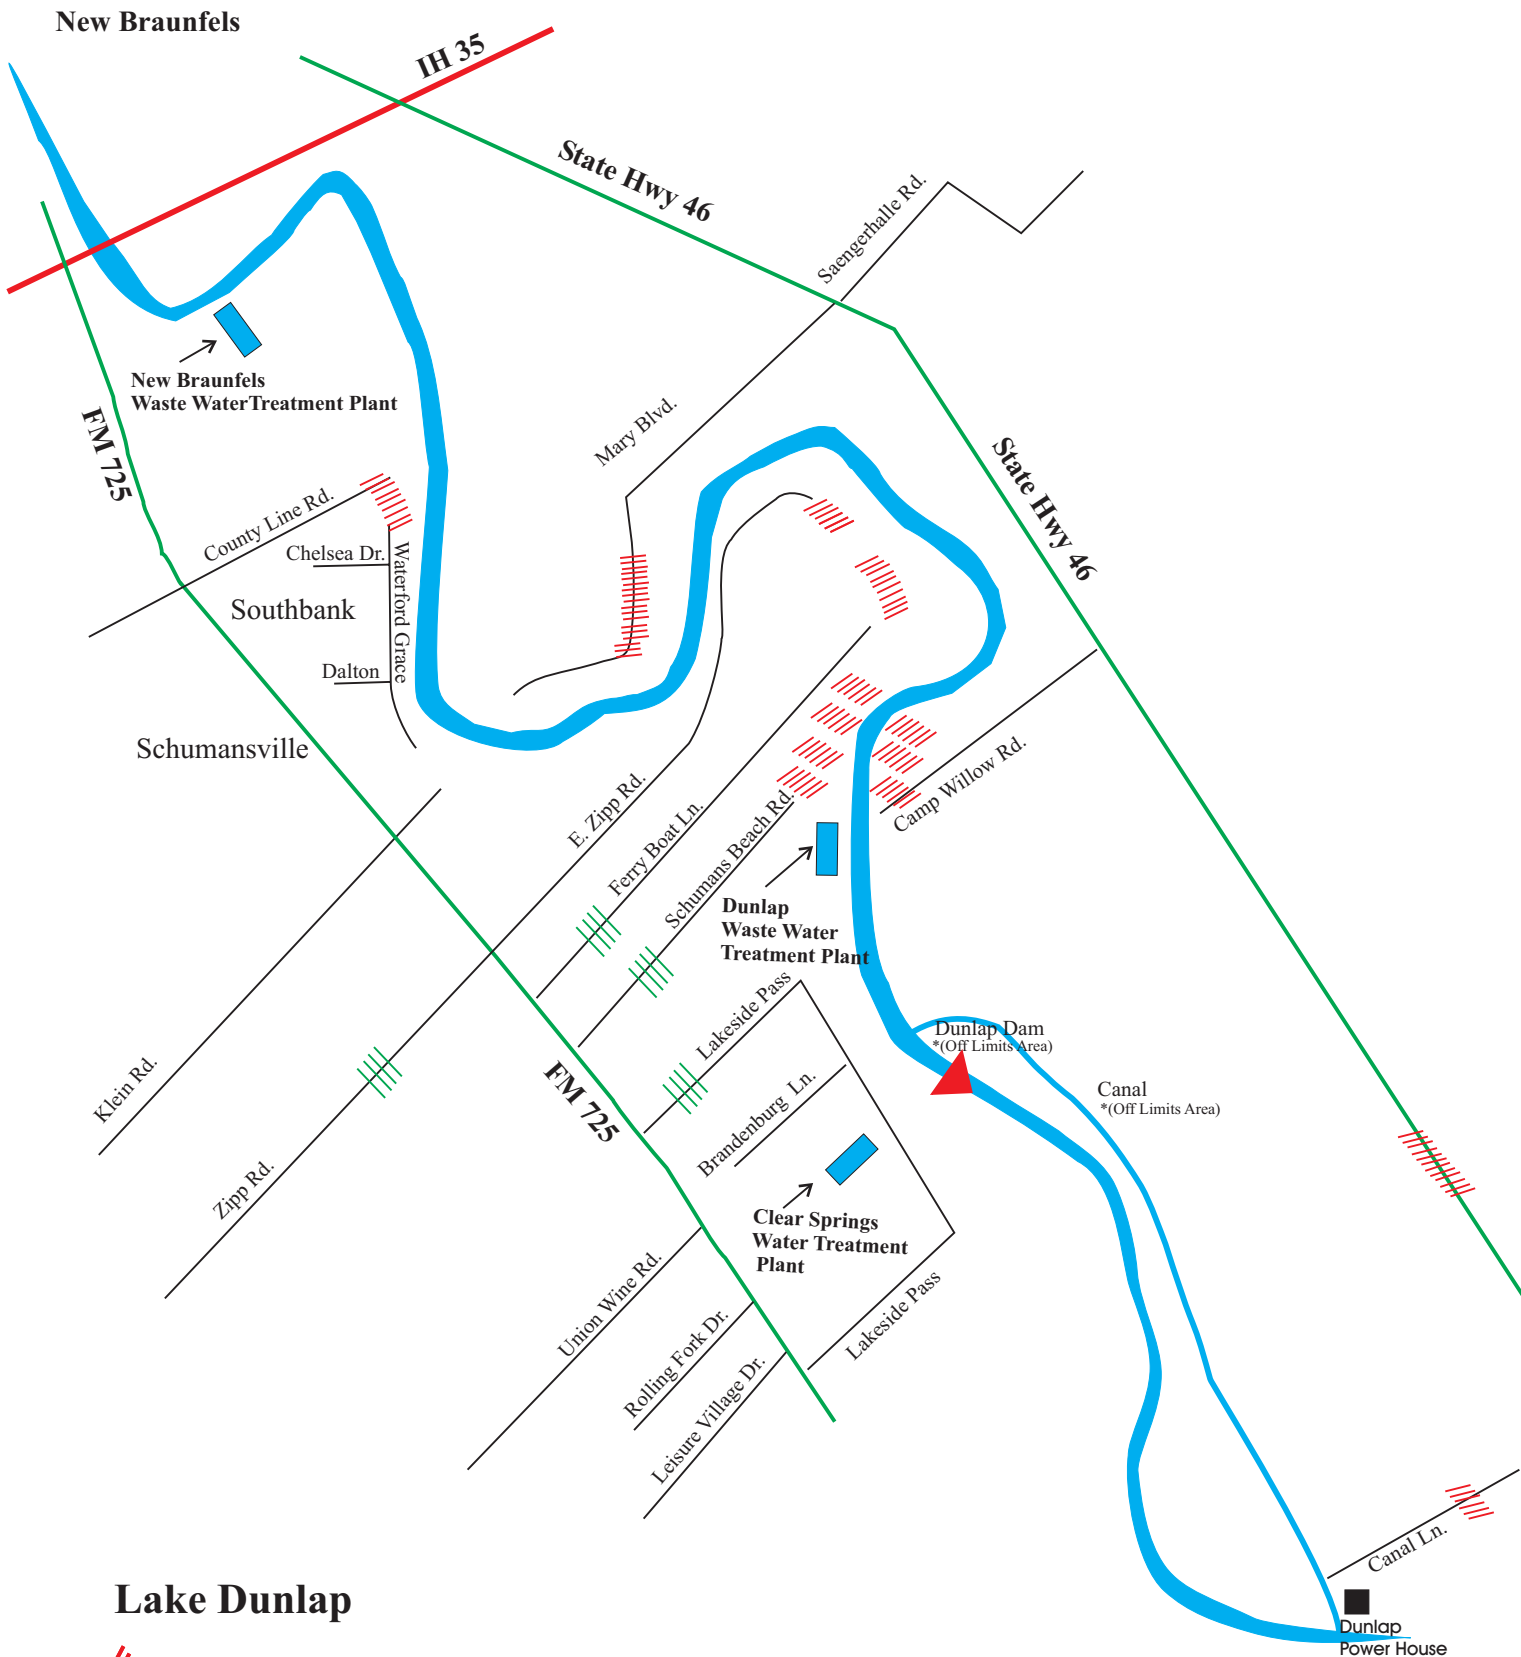 New Braunfels
IH 35
State Hwy 46
Saengerhalle Rd.
New Braunfels
Waste WaterTreatment Plant
FM 725
Mary Blvd.
State Hwy 46
County Line Rd.
Chelsea Dr.
Waterford Grace
Southbank
Dalton
Schumansville
E. Zipp Rd.
Ferry Boat Ln.
Schumans Beach Rd.
Camp Willow Rd.
Dunlap
Waste Water
Treatment Plant
Lakeside Pass
Dunlap Dam
*(Off Limits Area)
Canal
*(Off Limits Area)
Klein Rd.
FM 725
Brandenburg Ln.
Zipp Rd.
Clear Springs
Water Treatment
Plant
Union Wine Rd.
Lakeside Pass
Rolling Fork Dr.
Leisure Village Dr.
Canal Ln.
Lake Dunlap
Dunlap
Power House